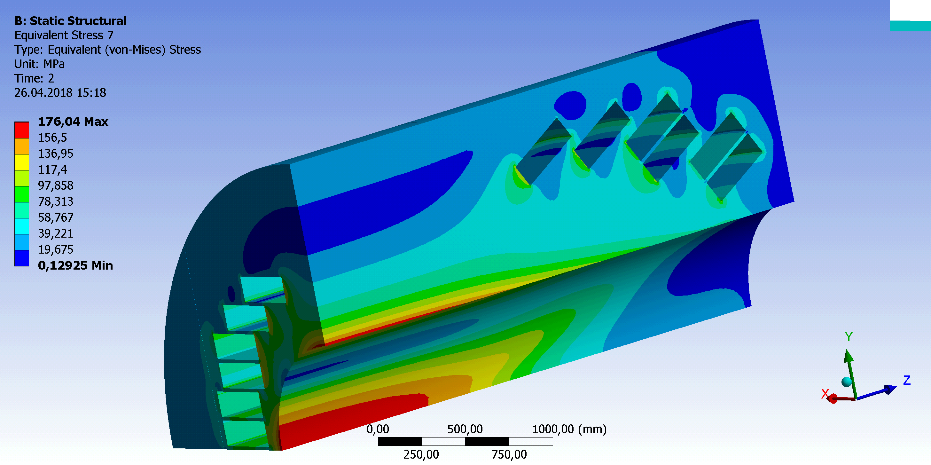 B: Static Structural
Equivalent Stress 7
Type: Equivalent (von-Mises) Stress
Unit: MPa
Time: 2
26.04.2018 15:18
176,04 Max
156,5
136,95
117,4
97,858
78,313
58,767
39,221
19,675
0,12925 Min
Y
Z
X
0,00 500,00 1000,00 (mm)
250,00 750,00